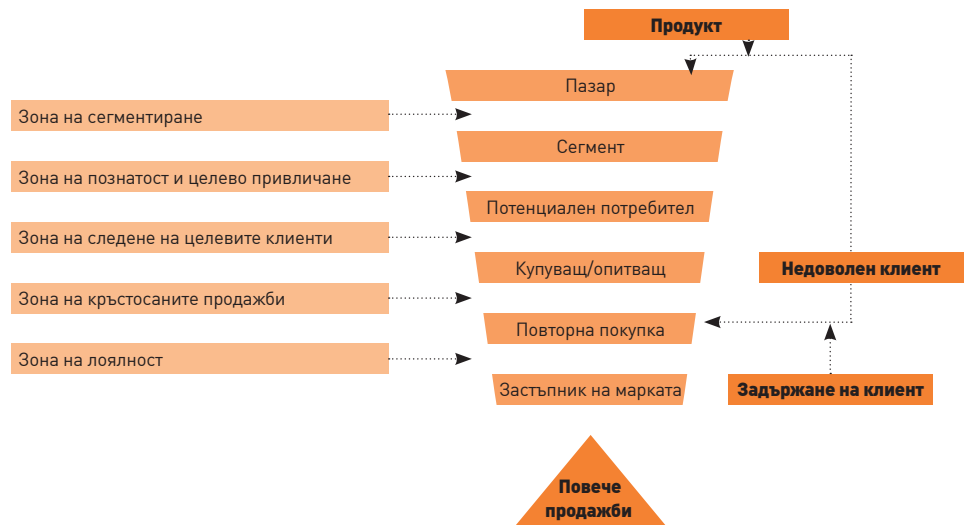 Продукт
Пазар
Зона на сегментиране
Сегмент
Зона на познатост и целево привличане
Потенциален потребител
Зона на следене на целевите клиенти
Купуващ/опитващ
Недоволен клиент
Зона на кръстосаните продажби
Повторна покупка
Зона на лоялност
Застъпник на марката
Задържане на клиент
Повече
продажби